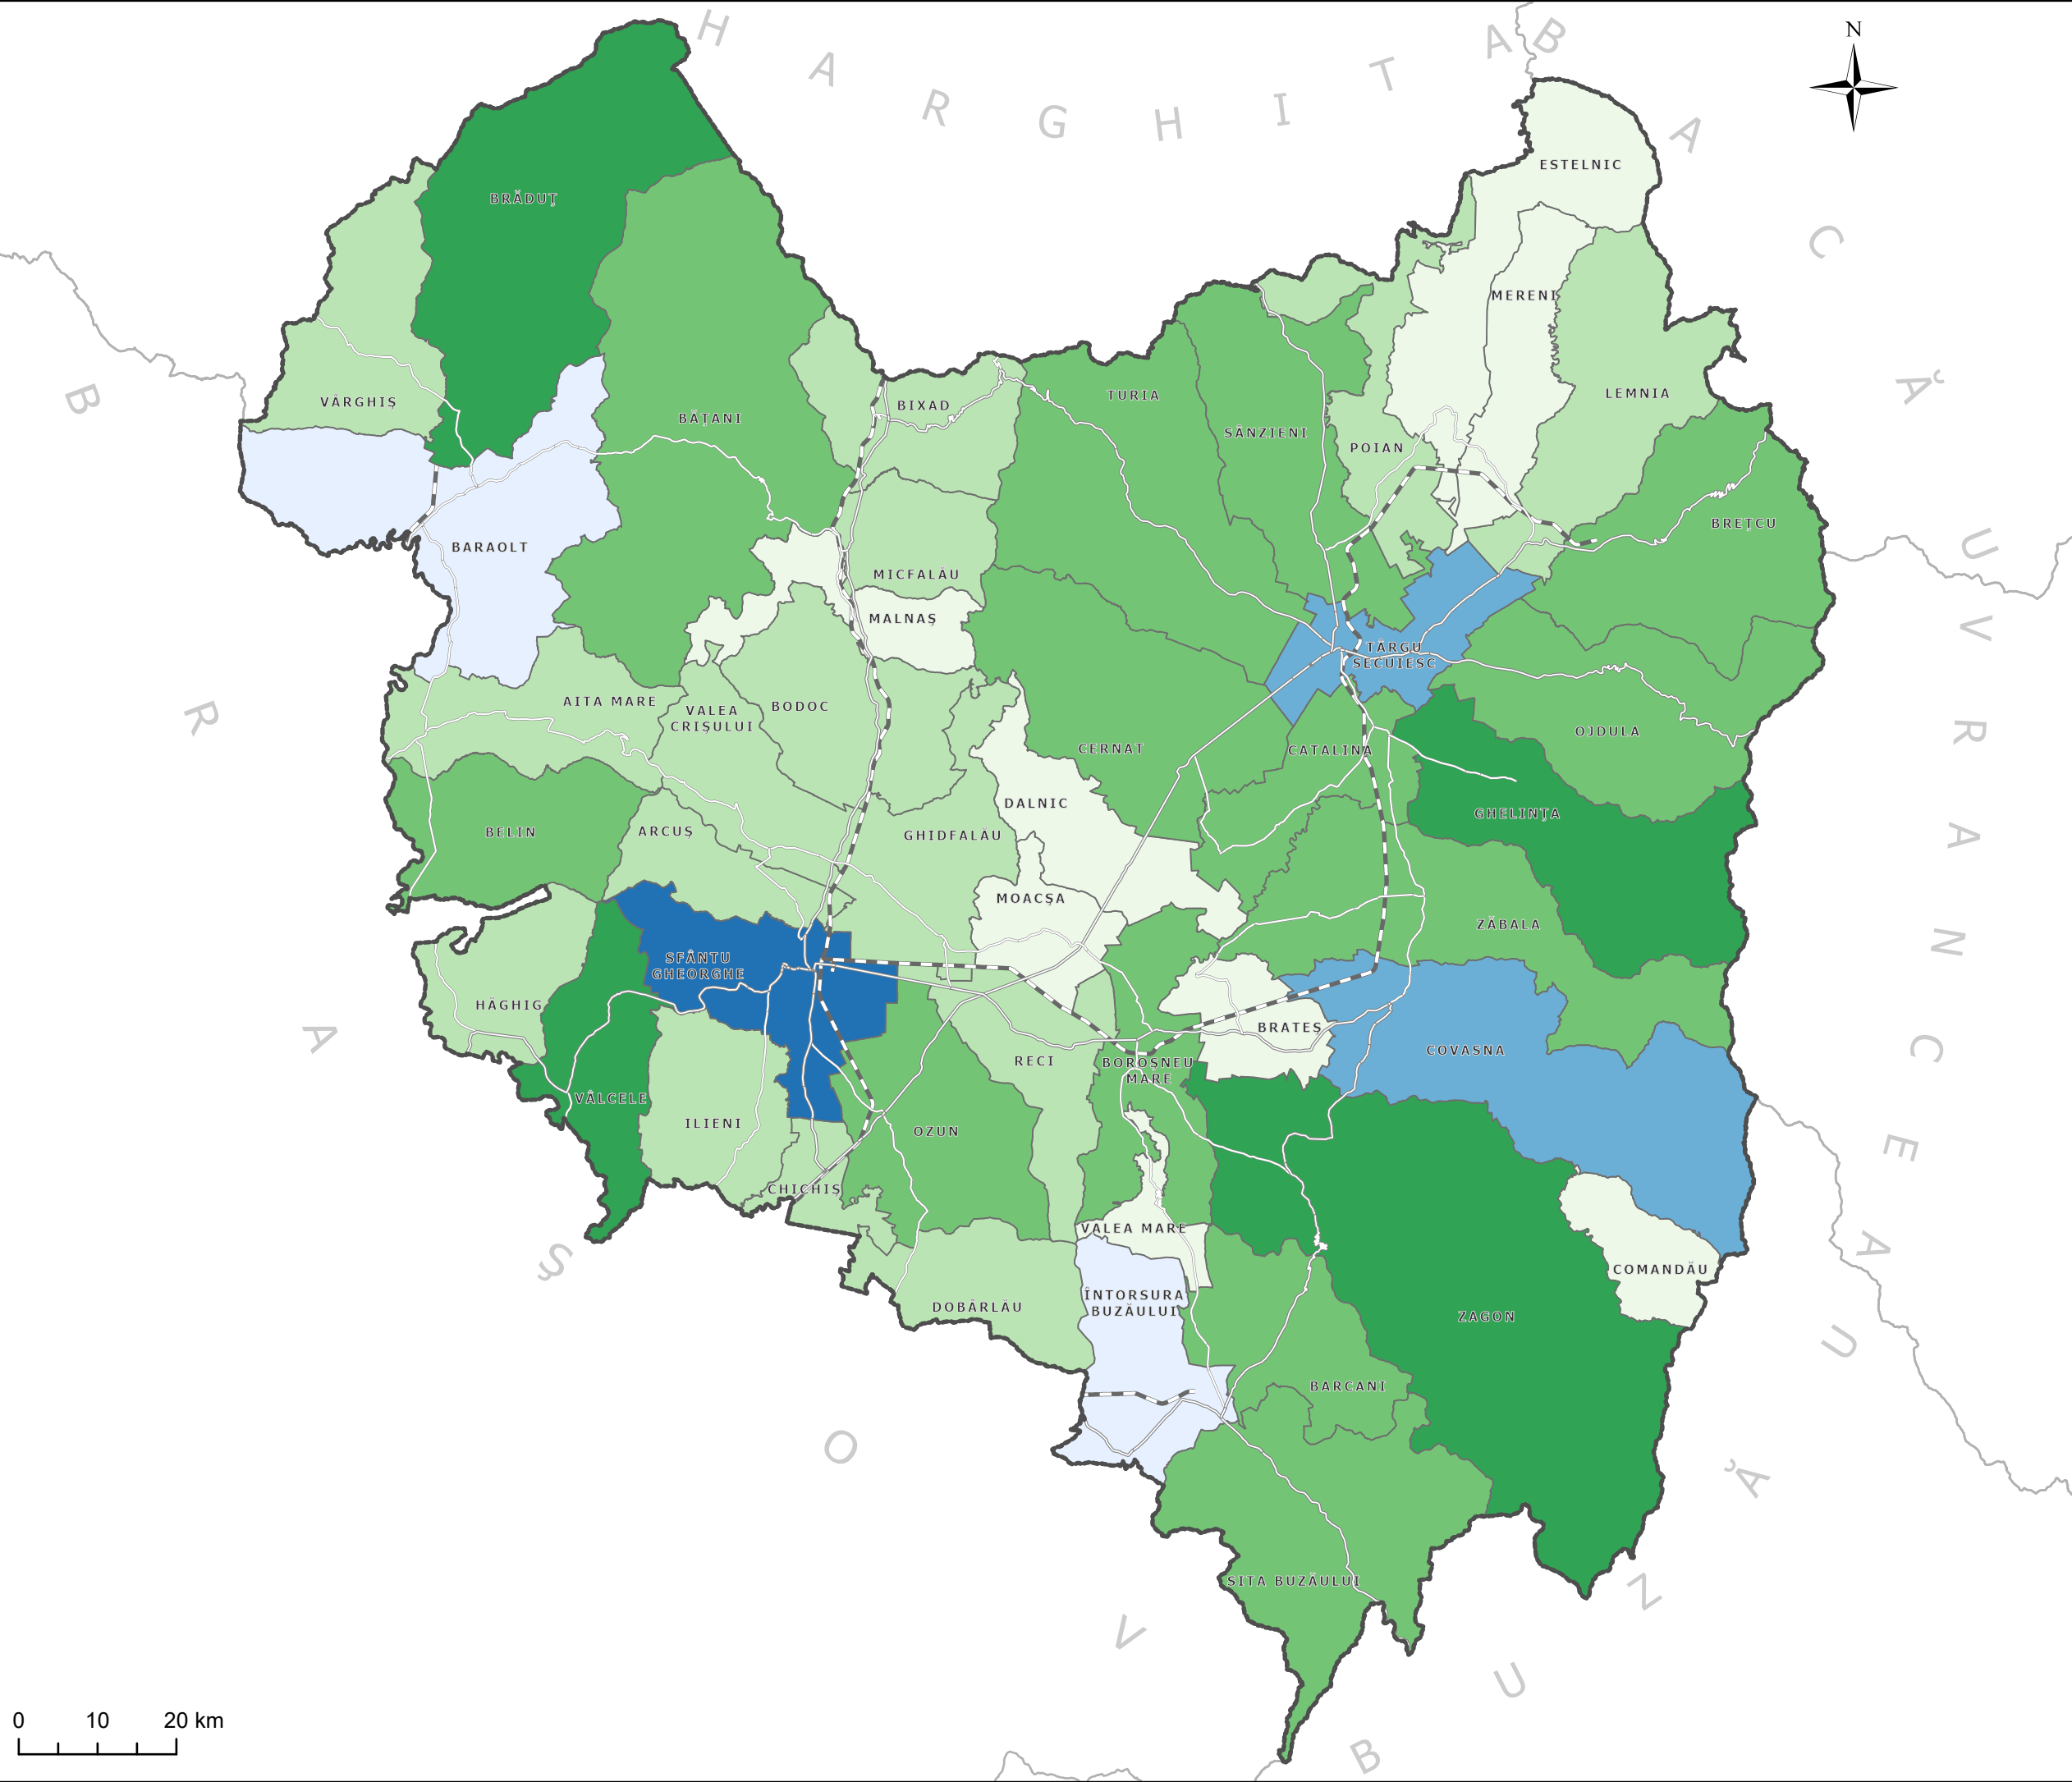 HARGHITA
BACĂU
VRANCEA
BUZĂU
BRAȘOV
N
ESTELNIC
BRĂDUȚ
MERENI
VÂRGHIȘ
BIXAD
TURIA
LEMNIA
BĂȚANI
SÂNZIENI
POIAN
BREȚCU
BARAOLT
MICFALĂU
MALNAȘ
TÂRGU
SECUIESC
AITA MARE
VALEA
CRIȘULUI
BODOC
OJDULA
CERNAT
CATALINA
DALNIC
GHELINȚA
BELIN
ARCUȘ
GHIDFALĂU
MOACȘA
ZĂBALA
SFÂNTU
GHEORGHE
HĂGHIG
BRATEȘ
COVASNA
RECI
BOROȘNEU
MARE
VÂLCELE
ILIENI
OZUN
CHICHIȘ
VALEA MARE
COMANDĂU
ÎNTORSURA
BUZĂULUI
DOBÂRLĂU
ZAGON
BARCANI
SITA BUZĂULUI
0 10 20 km